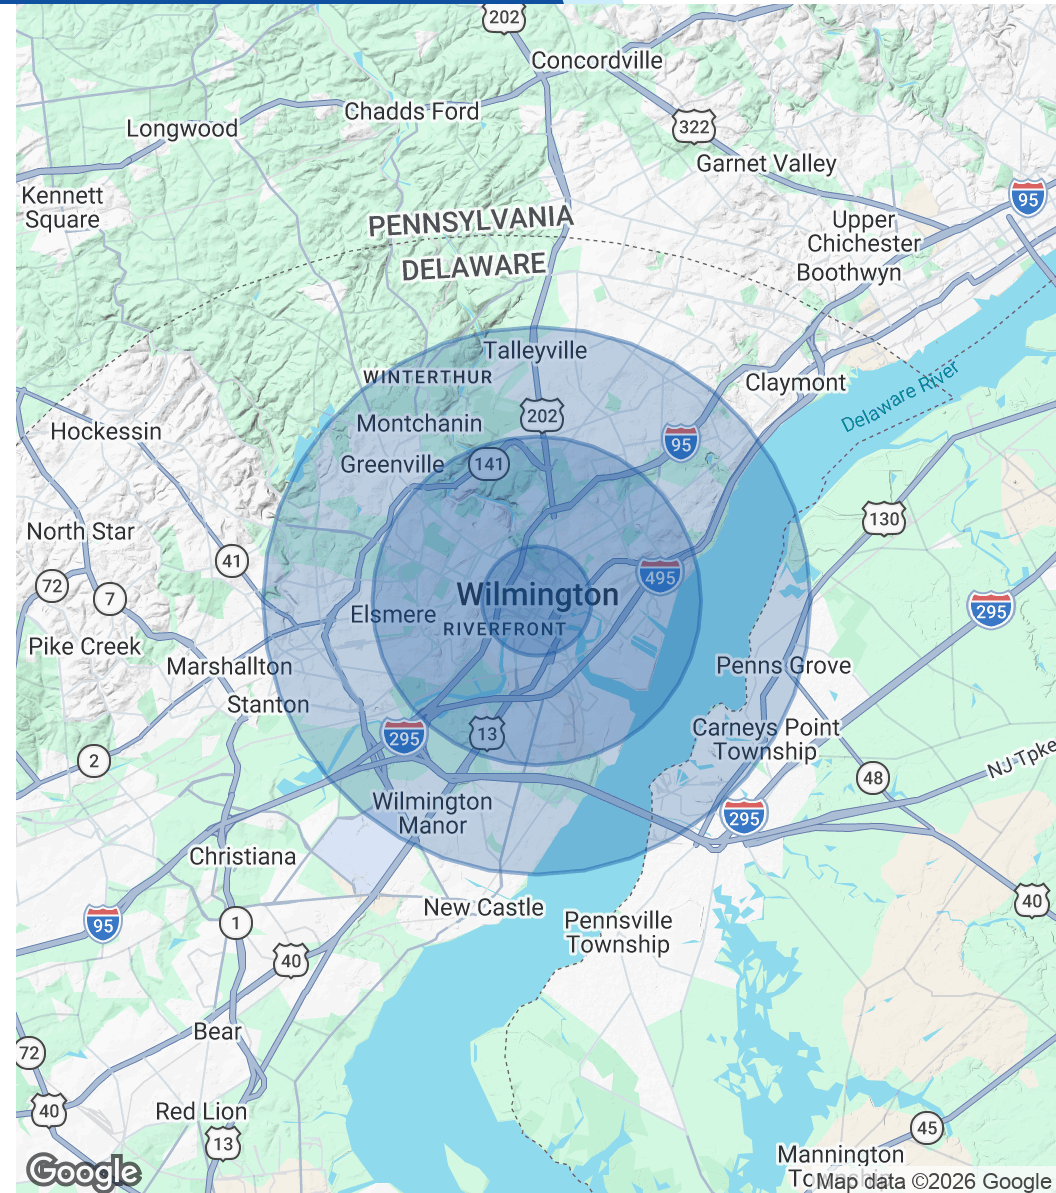 202
Concordville
Chadds Ford
322
Longwood
Garnet Valley
Kennett
Square
95
PENNSYLVANIA
Upper
Chichester
DELAWARE
Boothwyn
Talleyville
WINTERTHUR
Claymont
Delaware River
202
Montchanin
Hockessin
95
Greenville
141
130
North Star
41
495
72
7
Wilmington
295
Elsmere
RIVERFRONT
Pike Creek
Marshallton
Penns Grove
Stanton
295
13
Carneys Point
Township
2
NJ Tpke
48
Wilmington
Manor
295
Christiana
40
New Castle
95
1
Pennsville
Township
40
Bear
72
40
Red Lion
13
45
Mannington
Google
Map data ©2026 Google